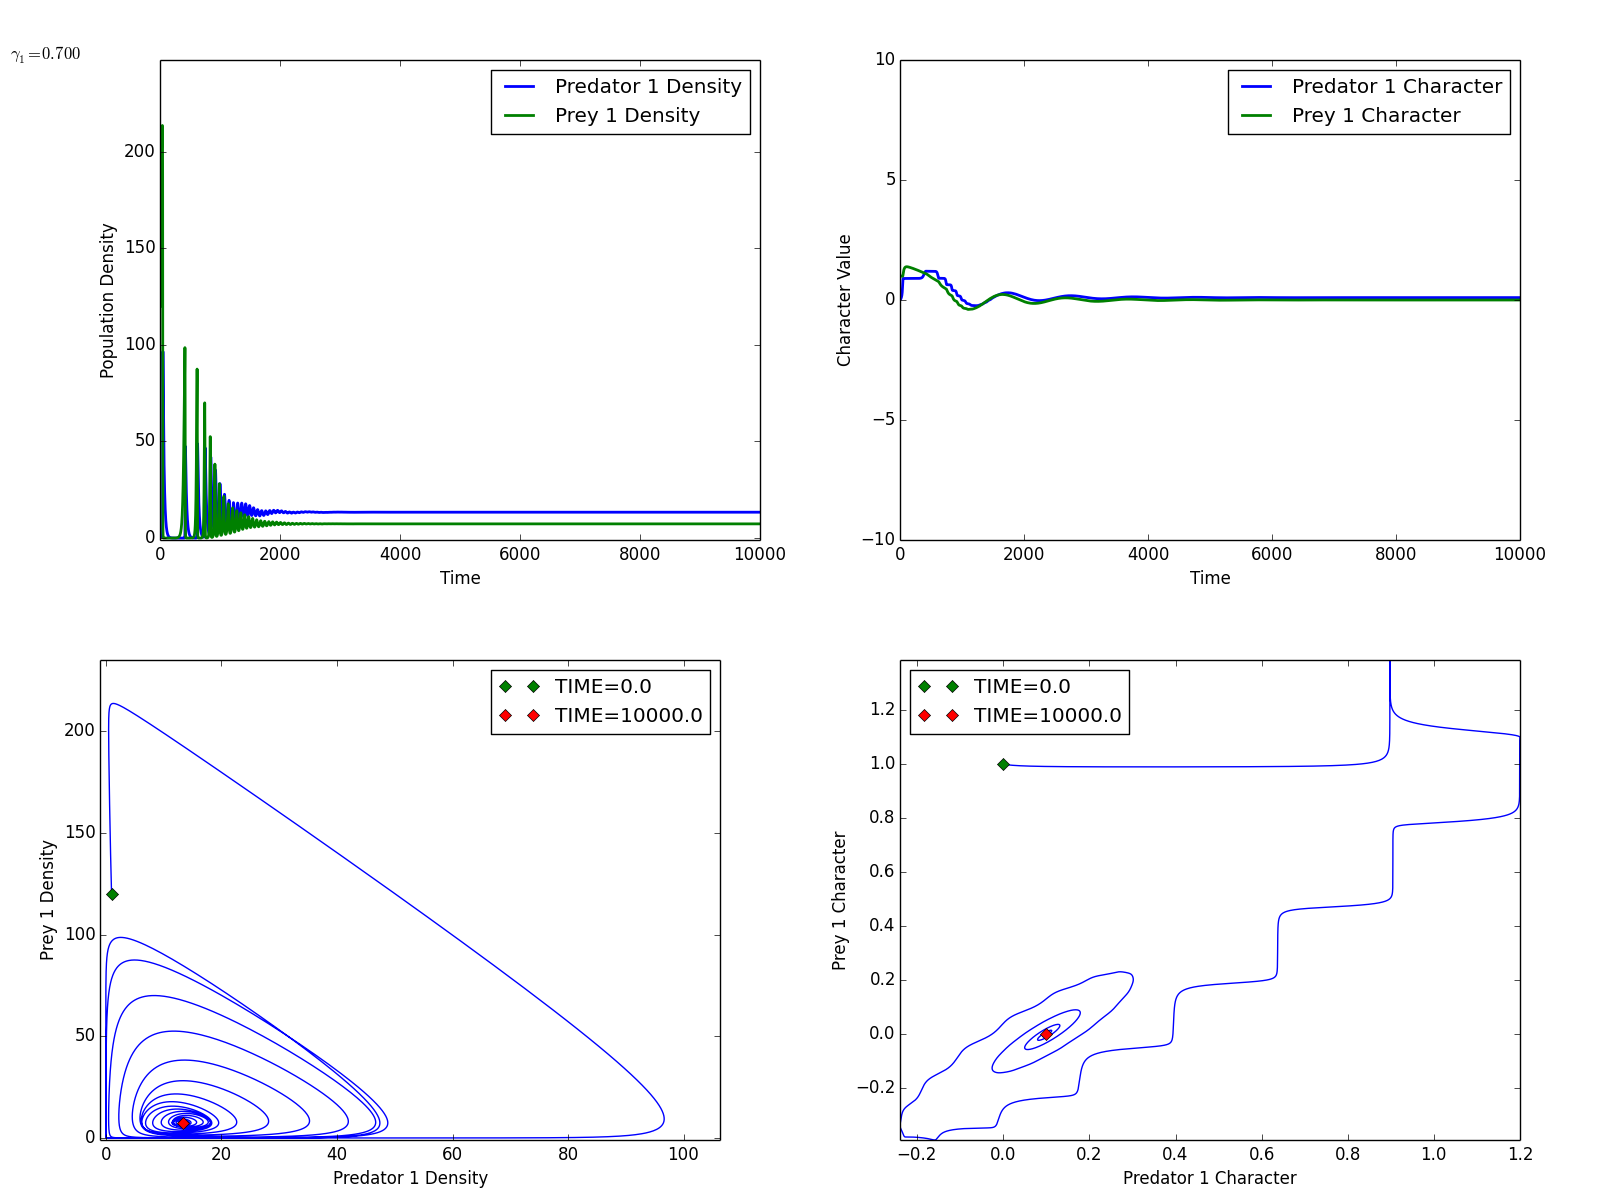 γ₁=0.700
Predator 1 Density
Prey 1 Density
200
150
100
50
0
Population Density
0 2000 4000 6000 8000 10000
Time
Predator 1 Character
Prey 1 Character
10
5
0
−5
−10
Character Value
0 2000 4000 6000 8000 10000
Time
TIME=0.0
TIME=10000.0
200
150
100
50
0
Prey 1 Density
0 20 40 60 80 100
Predator 1 Density
TIME=0.0
TIME=10000.0
1.2
1.0
0.8
0.6
0.4
0.2
0.0
−0.2
Prey 1 Character
−0.2 0.0 0.2 0.4 0.6 0.8 1.0 1.2
Predator 1 Character